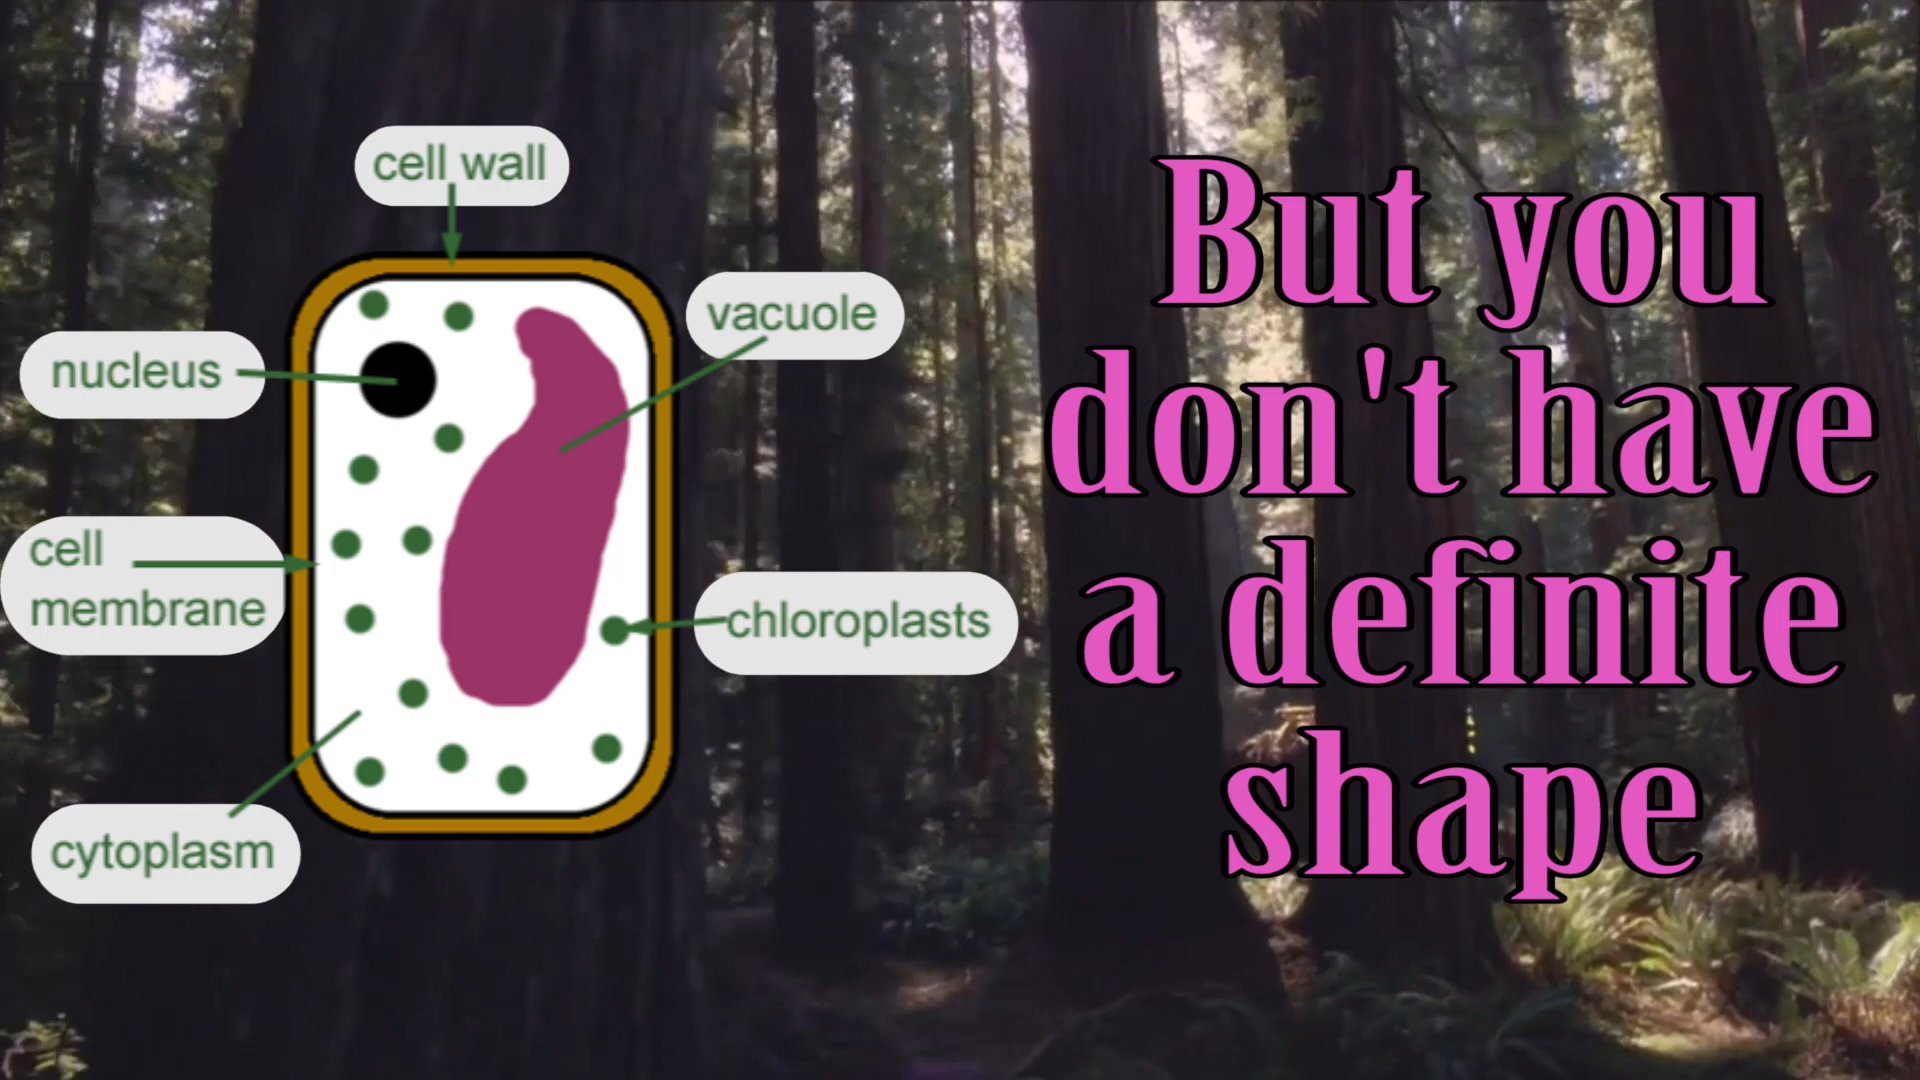 cell wall
vacuole
nucleus
cell
membrane
chloroplasts
cytoplasm
But you
don't have
a definite
shape